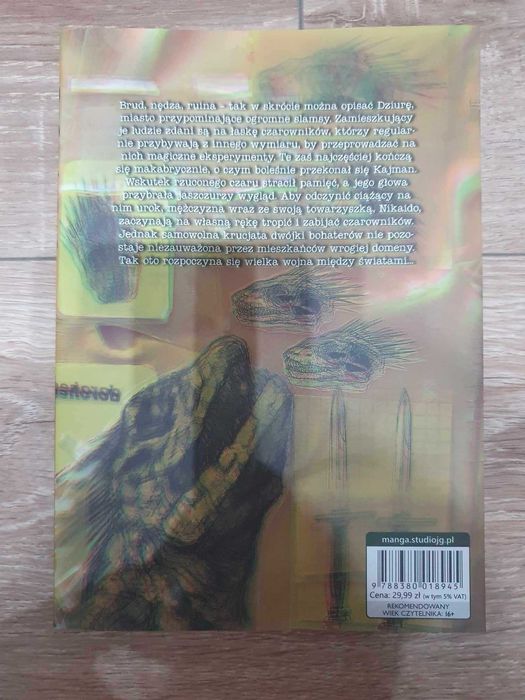 Brud, nędza, ruina – tak w skrócie można opisać Dziurę,
miasto przypominające ogromne slamsy. Zamieszkujący
je ludzie zdani są na łaskę czarowników, którzy regular-
nie przybywają z innego wymiaru, by przeprowadzać na
nich magiczne eksperymenty. Te zaś najczęściej kończą
się makabrycznie, o czym boleśnie przekonał się Kajman.
Wskutek rzuconego czaru stracił pamięć, a jego głowa
przybrała jaszczurzy wygląd. Aby odczynić ciążący na
nim urok, mężczyzna wraz ze swoją towarzyszką, Nikaido,
zaczynają na własną rękę tropić i zabijać czarowników.
Jednak samowolna krucjata dwójki bohaterów nie pozo-
staje niezauważona przez mieszkańców wrogiej domeny.
Tak oto rozpoczyna się wielka wojna między światami...
dorohe
manga.studiojg.pl
9 788380 018945
Cena: 29,99 zł (w tym 5% VAT)
REKOMENDOWANY
WIEK CZYTELNIKA: 16+